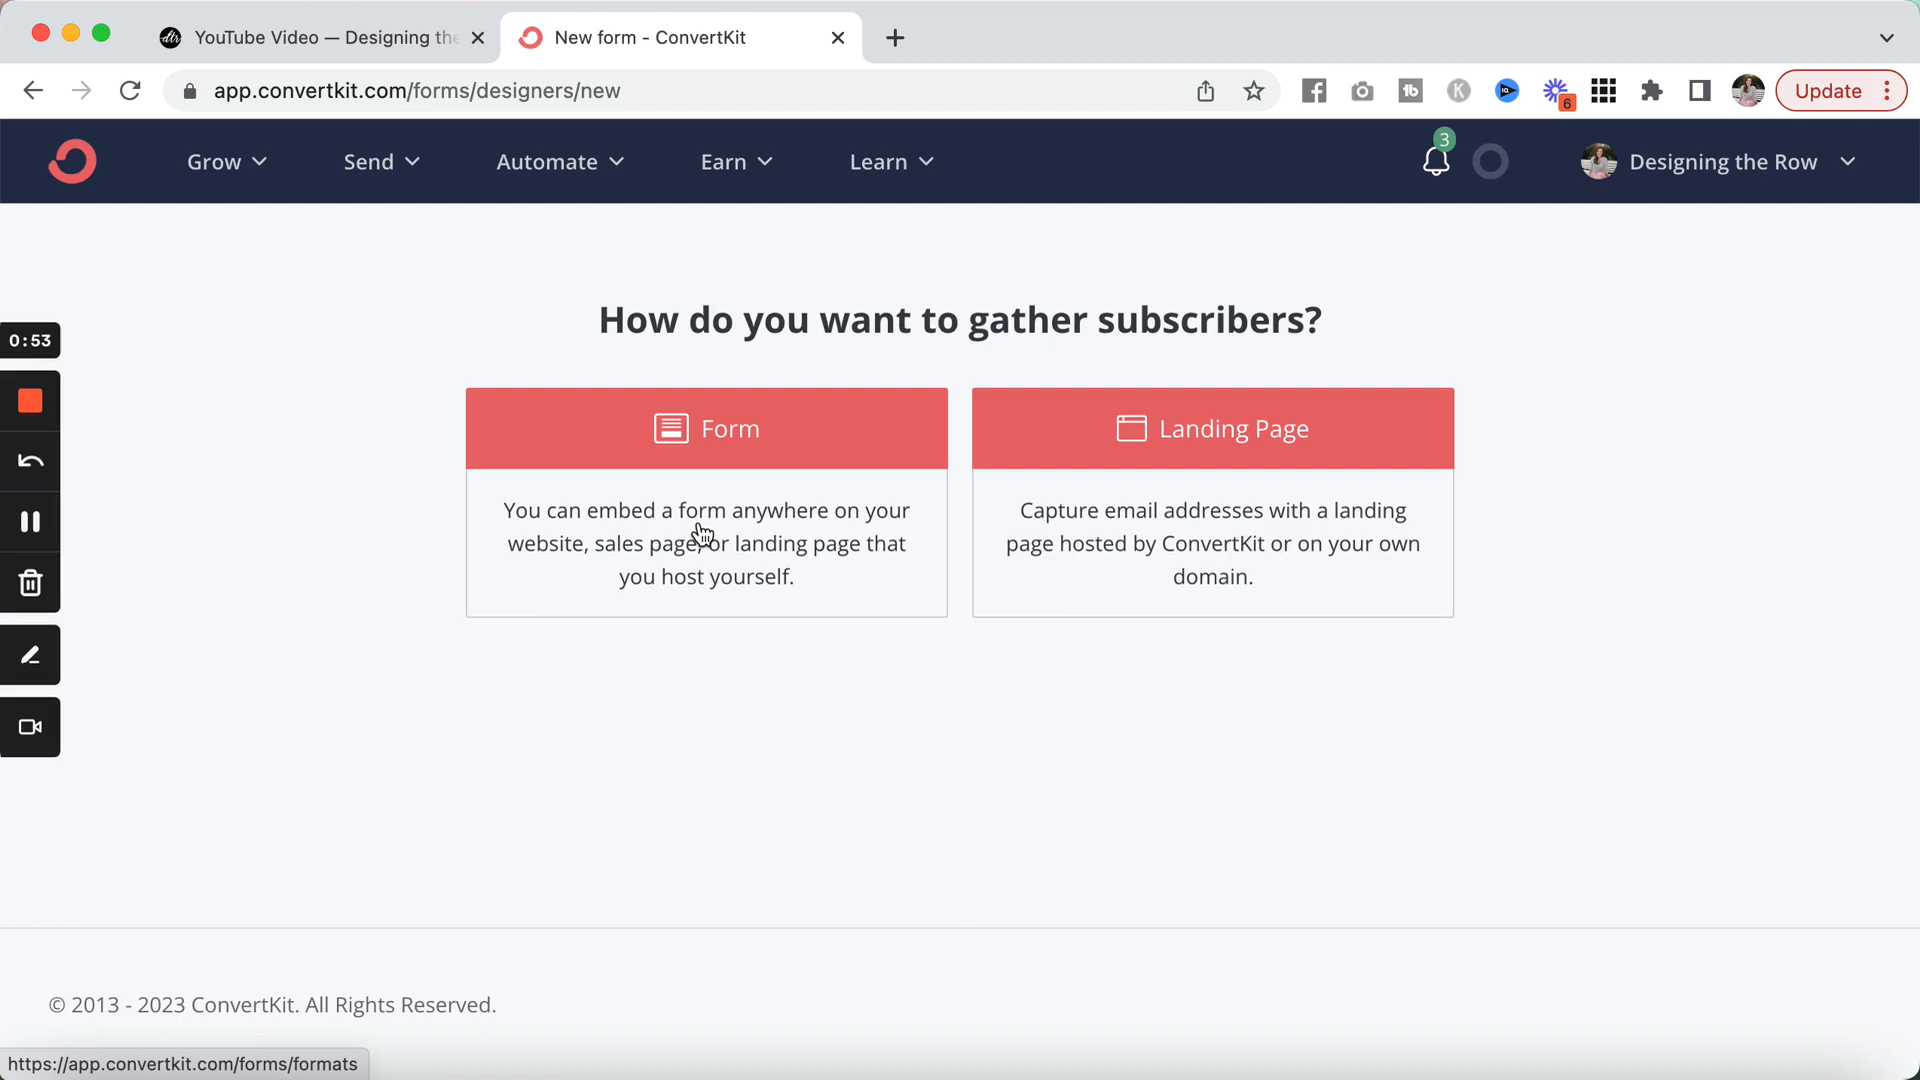 YouTube Video — Designing the
New form - ConvertKit
app.convertkit.com/forms/designers/new
6
Update
Grow
Send
Automate
Earn
Learn
3
Designing the Row
How do you want to gather subscribers?
0:53
Form
You can embed a form anywhere on your
website, sales page, or landing page that
you host yourself.
Landing Page
Capture email addresses with a landing
page hosted by ConvertKit or on your own
domain.
© 2013 - 2023 ConvertKit. All Rights Reserved.
https://app.convertkit.com/forms/formats